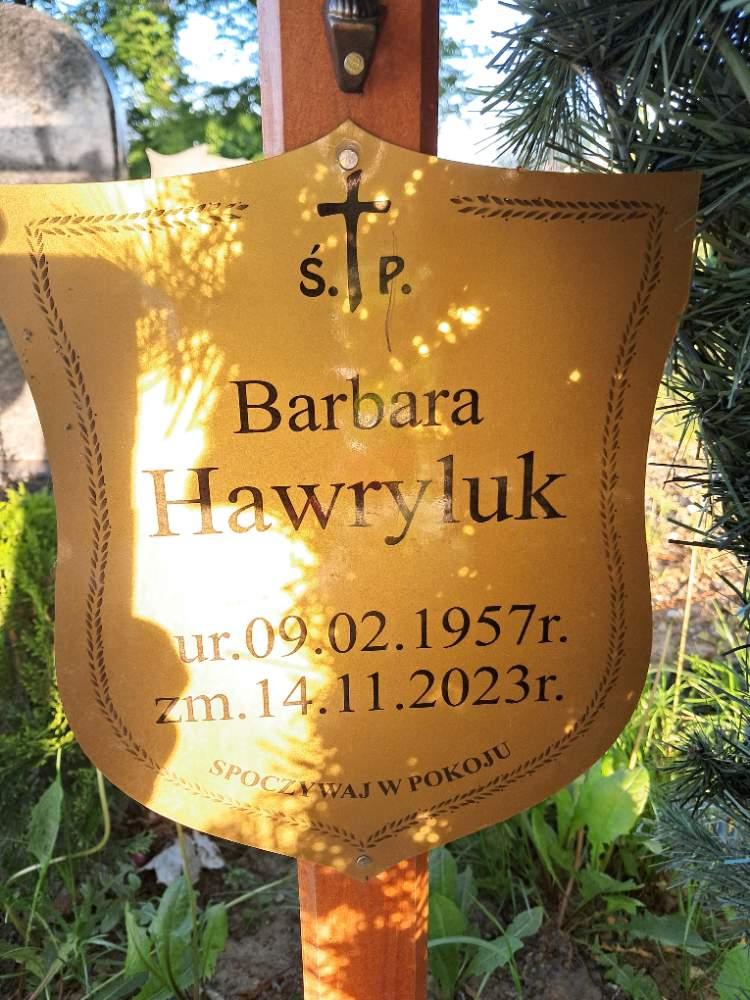 Ś. P.
Barbara
Hawryluk
ur.09.02.1957r.
zm.14.11.2023r.
SPOCZYWAJ W POKOJU